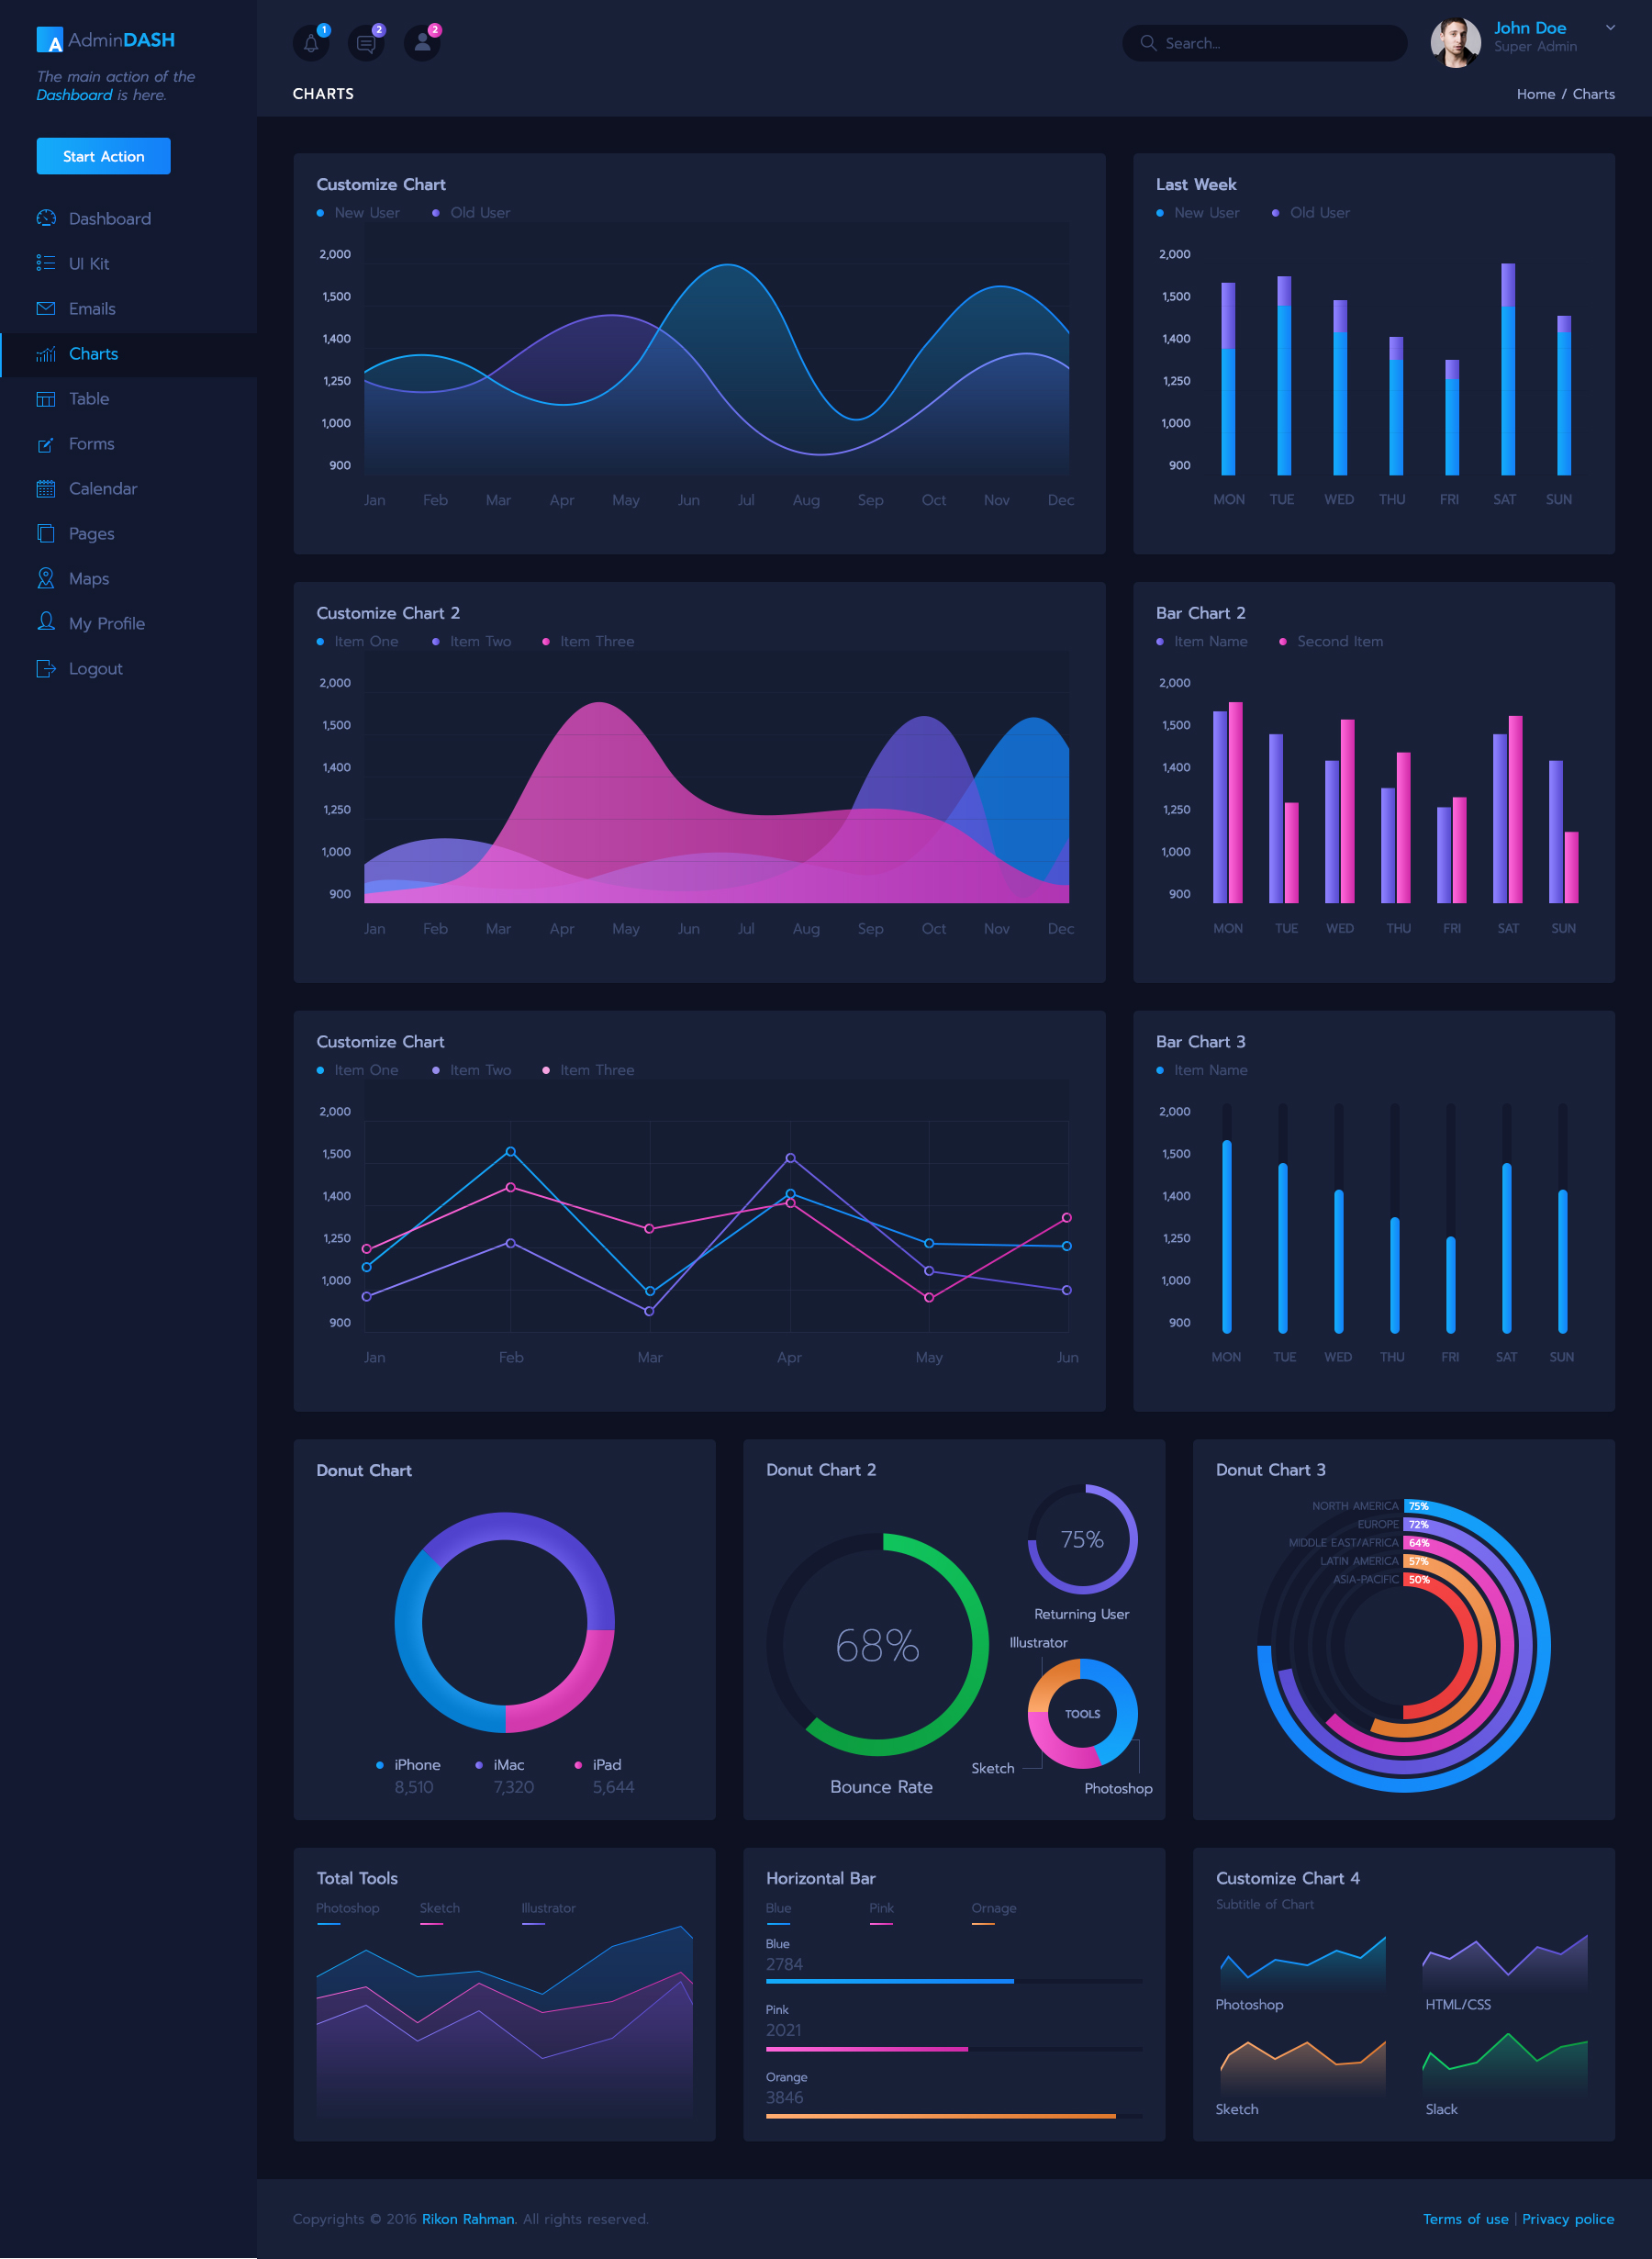 AdminDASH
The main action of the
Dashboard is here.
Start Action
Dashboard
UI Kit
Emails
Charts
Table
Forms
Calendar
Pages
Maps
My Profile
Logout
1
2
2
Search...
John Doe
Super Admin
CHARTS
Home / Charts
Customize Chart
New User Old User
2,000
1,500
1,400
1,250
1,000
900
Jan Feb Mar Apr May Jun Jul Aug Sep Oct Nov Dec
Last Week
New User Old User
2,000
1,500
1,400
1,250
1,000
900
MON TUE WED THU FRI SAT SUN
Customize Chart 2
Item One Item Two Item Three
2,000
1,500
1,400
1,250
1,000
900
Jan Feb Mar Apr May Jun Jul Aug Sep Oct Nov Dec
Bar Chart 2
Item Name Second Item
2,000
1,500
1,400
1,250
1,000
900
MON TUE WED THU FRI SAT SUN
Customize Chart
Item One Item Two Item Three
2,000
1,500
1,400
1,250
1,000
900
Jan Feb Mar Apr May Jun
Bar Chart 3
Item Name
2,000
1,500
1,400
1,250
1,000
900
MON TUE WED THU FRI SAT SUN
Donut Chart
iPhone iMac iPad
8,510 7,320 5,644
Donut Chart 2
68%
Bounce Rate
75%
Returning User
Illustrator
TOOLS
Sketch
Photoshop
Donut Chart 3
NORTH AMERICA 75%
EUROPE 72%
MIDDLE EAST/AFRICA 64%
LATIN AMERICA 57%
ASIA-PACIFIC 50%
Total Tools
Photoshop Sketch Illustrator
Horizontal Bar
Blue Pink Ornage
Blue
2784
Pink
2021
Orange
3846
Customize Chart 4
Subtitle of Chart
Photoshop HTML/CSS
Sketch Slack
Copyrights © 2016 Rikon Rahman. All rights reserved.
Terms of use | Privacy police